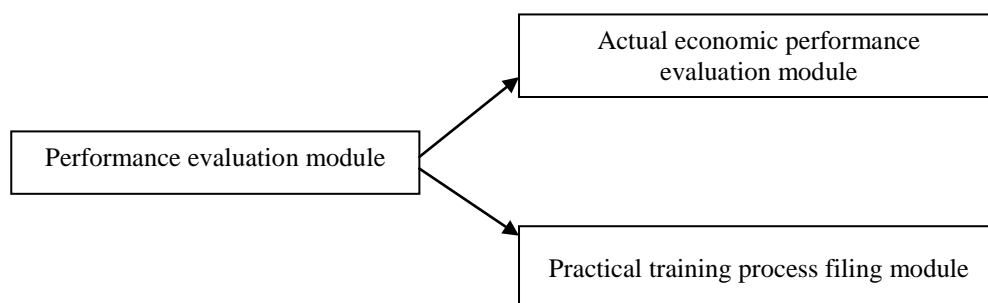 Actual economic performance
evaluation module
Performance evaluation module
Practical training process filing module